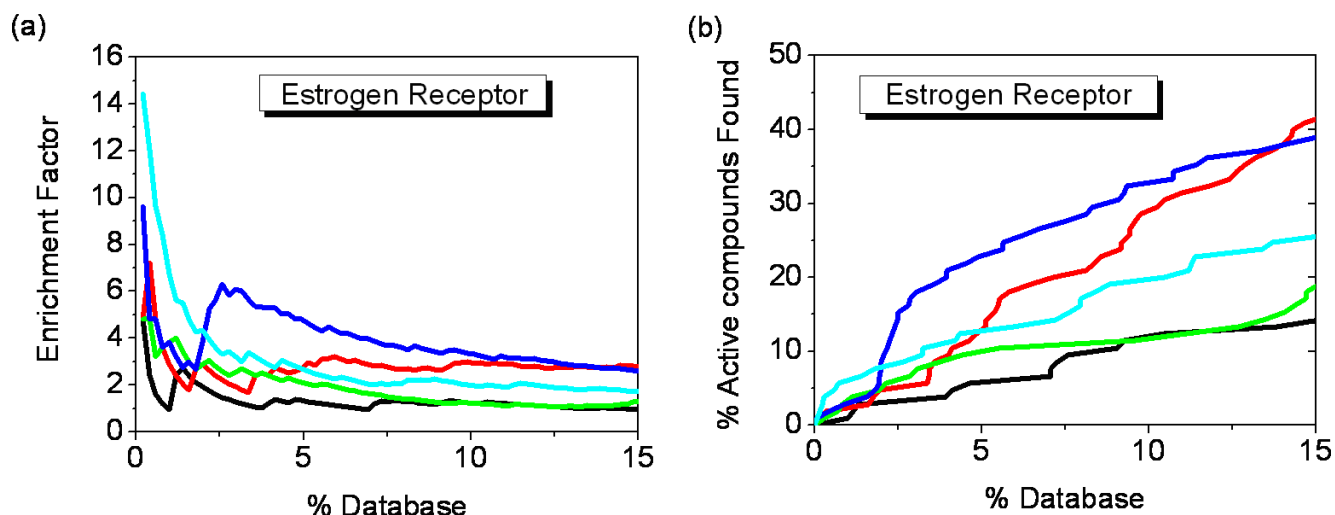 (a)
Estrogen Receptor
Enrichment Factor
16
14
12
10
8
6
4
2
0
0
5
10
15
% Database
(b)
Estrogen Receptor
% Active compounds Found
50
40
30
20
10
0
0
5
10
15
% Database